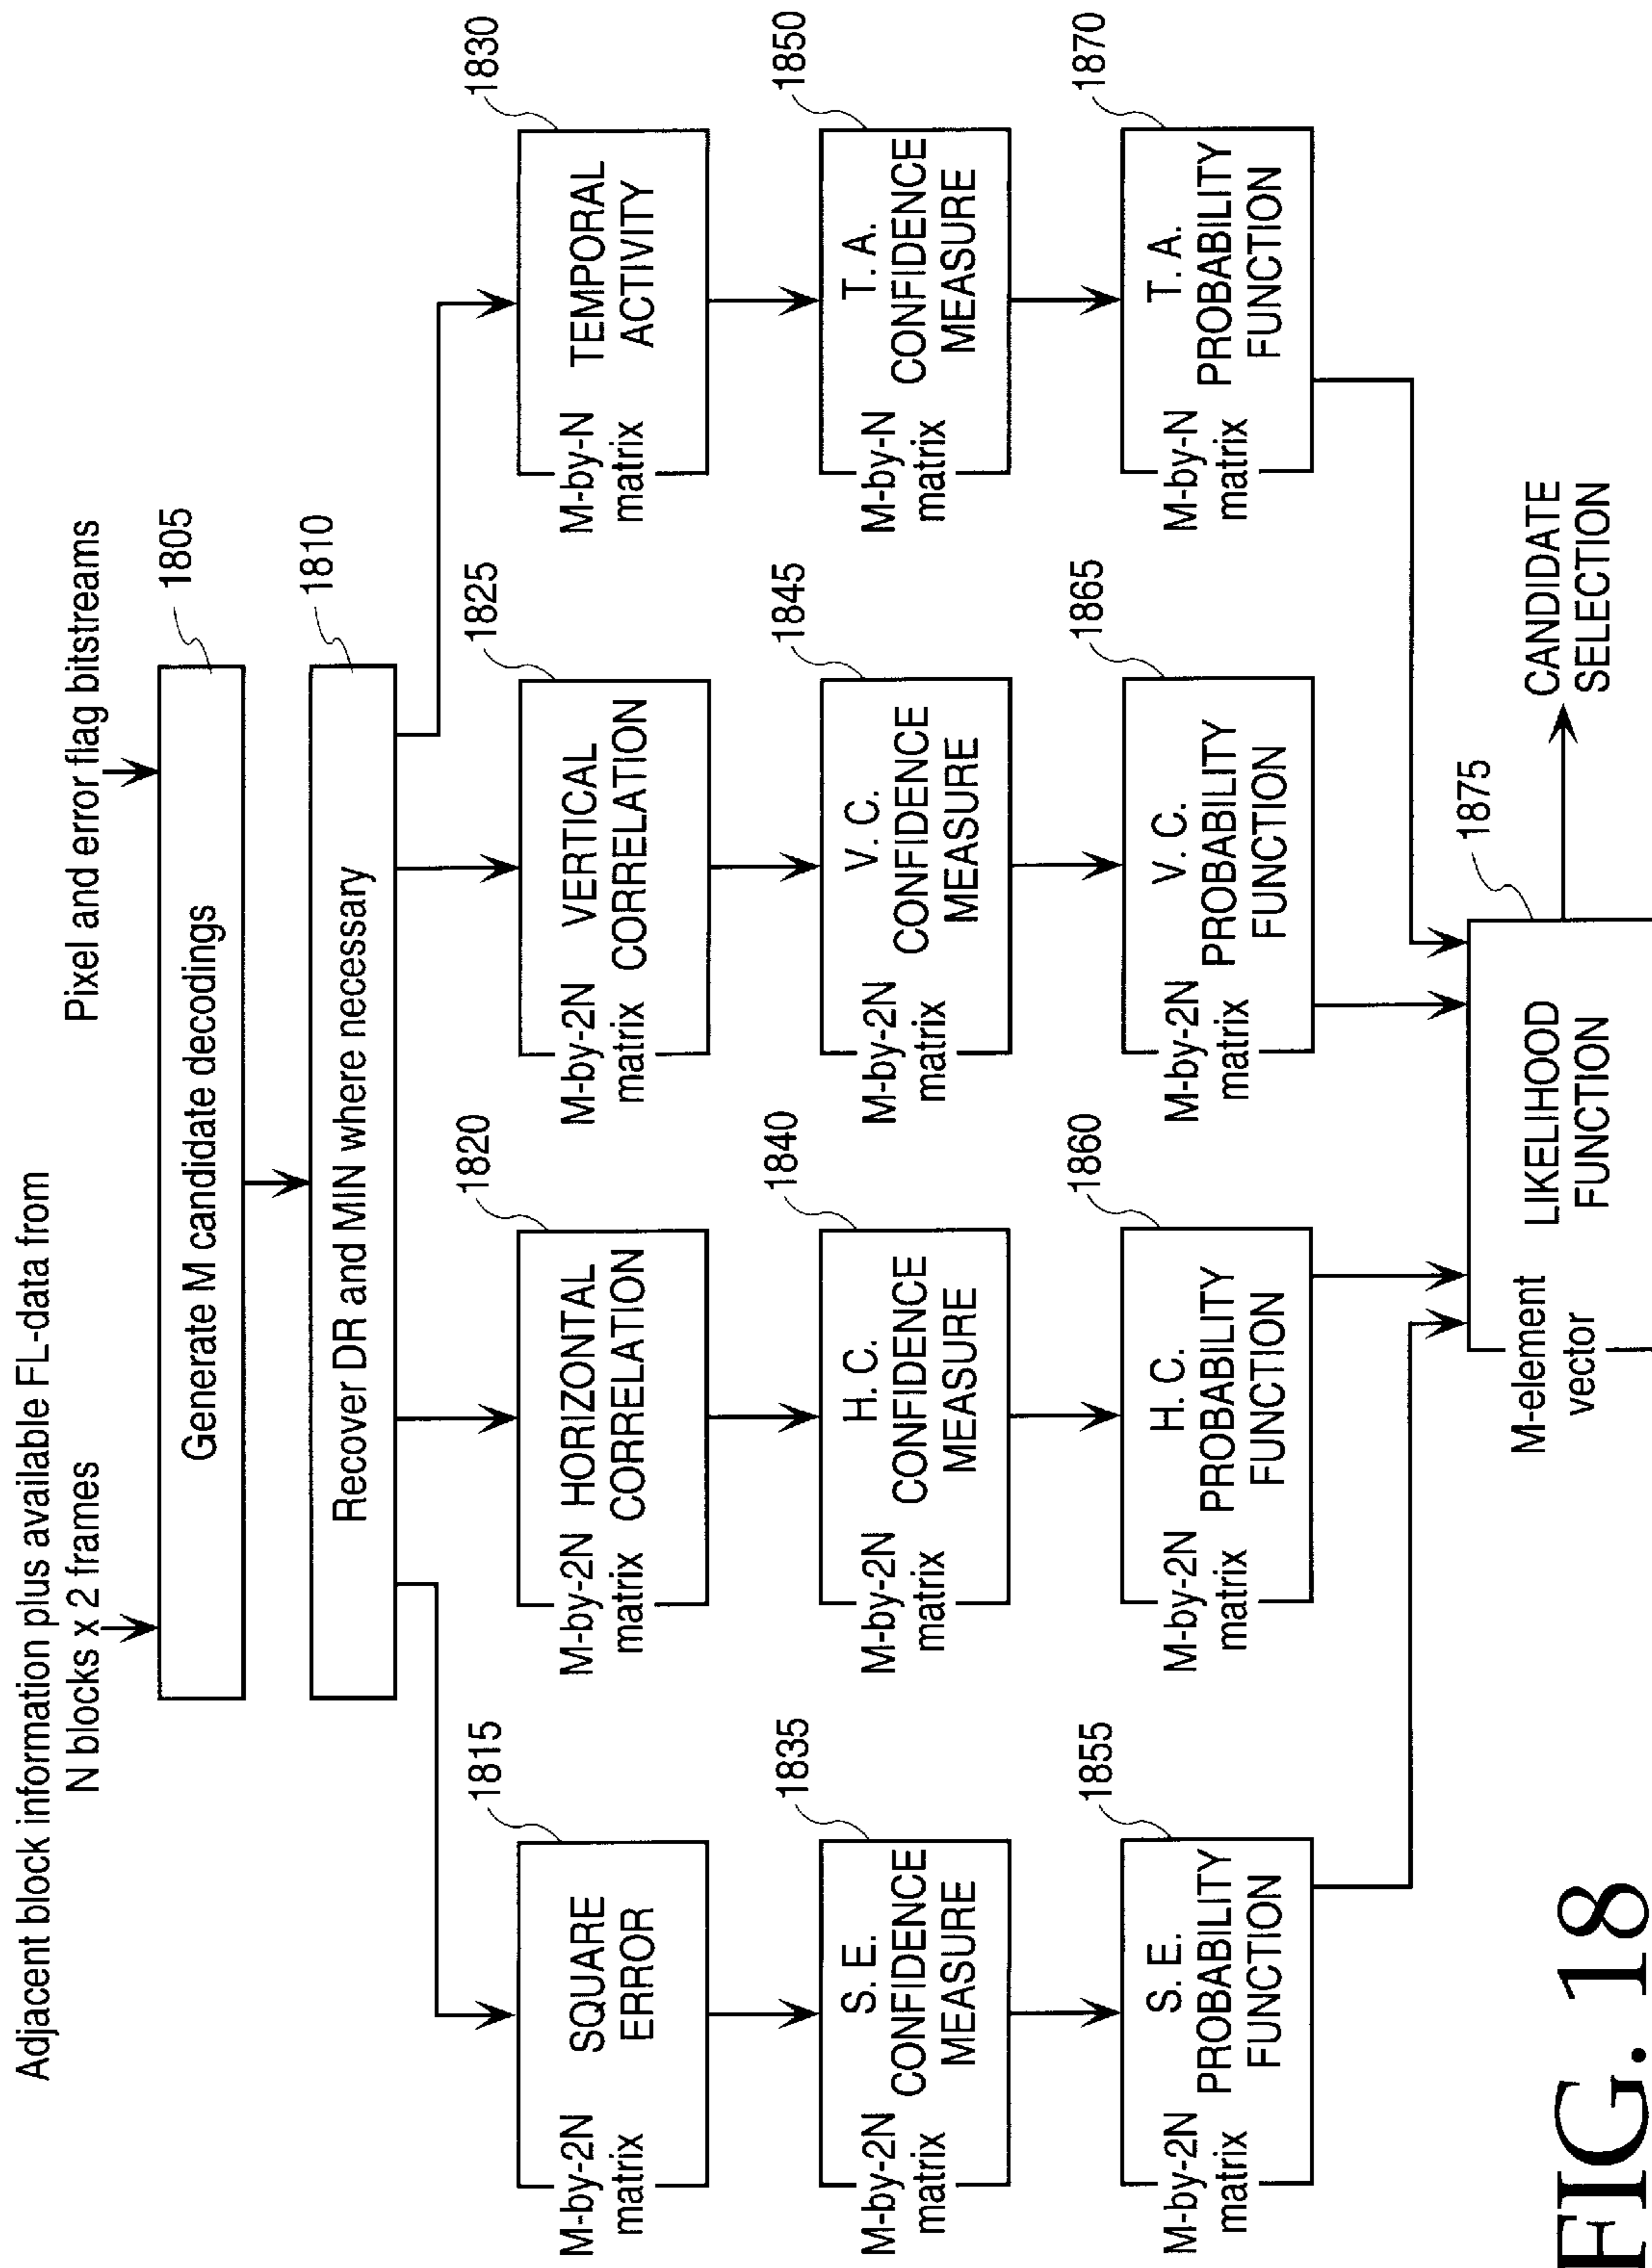 Adjacent block information plus available FL-data from
N blocks x 2 frames
Pixel and error flag bitstreams
1805
Generate M candidate decodings
1810
Recover DR and MIN where necessary
1815
M-by-2N
matrix
SQUARE
ERROR
1820
M-by-2N
matrix
HORIZONTAL
CORRELATION
1825
M-by-2N
matrix
VERTICAL
CORRELATION
1830
M-by-N
matrix
TEMPORAL
ACTIVITY
1835
M-by-2N
matrix
S. E.
CONFIDENCE
MEASURE
1840
M-by-2N
matrix
H. C.
CONFIDENCE
MEASURE
1845
M-by-2N
matrix
V. C.
CONFIDENCE
MEASURE
1850
M-by-N
matrix
T. A.
CONFIDENCE
MEASURE
1855
M-by-2N
matrix
S. E.
PROBABILITY
FUNCTION
1860
M-by-2N
matrix
H. C.
PROBABILITY
FUNCTION
1865
M-by-2N
matrix
V. C.
PROBABILITY
FUNCTION
1870
M-by-N
matrix
T. A.
PROBABILITY
FUNCTION
1875
M-element
vector
LIKELIHOOD
FUNCTION
CANDIDATE
SELECTION
FIG. 18